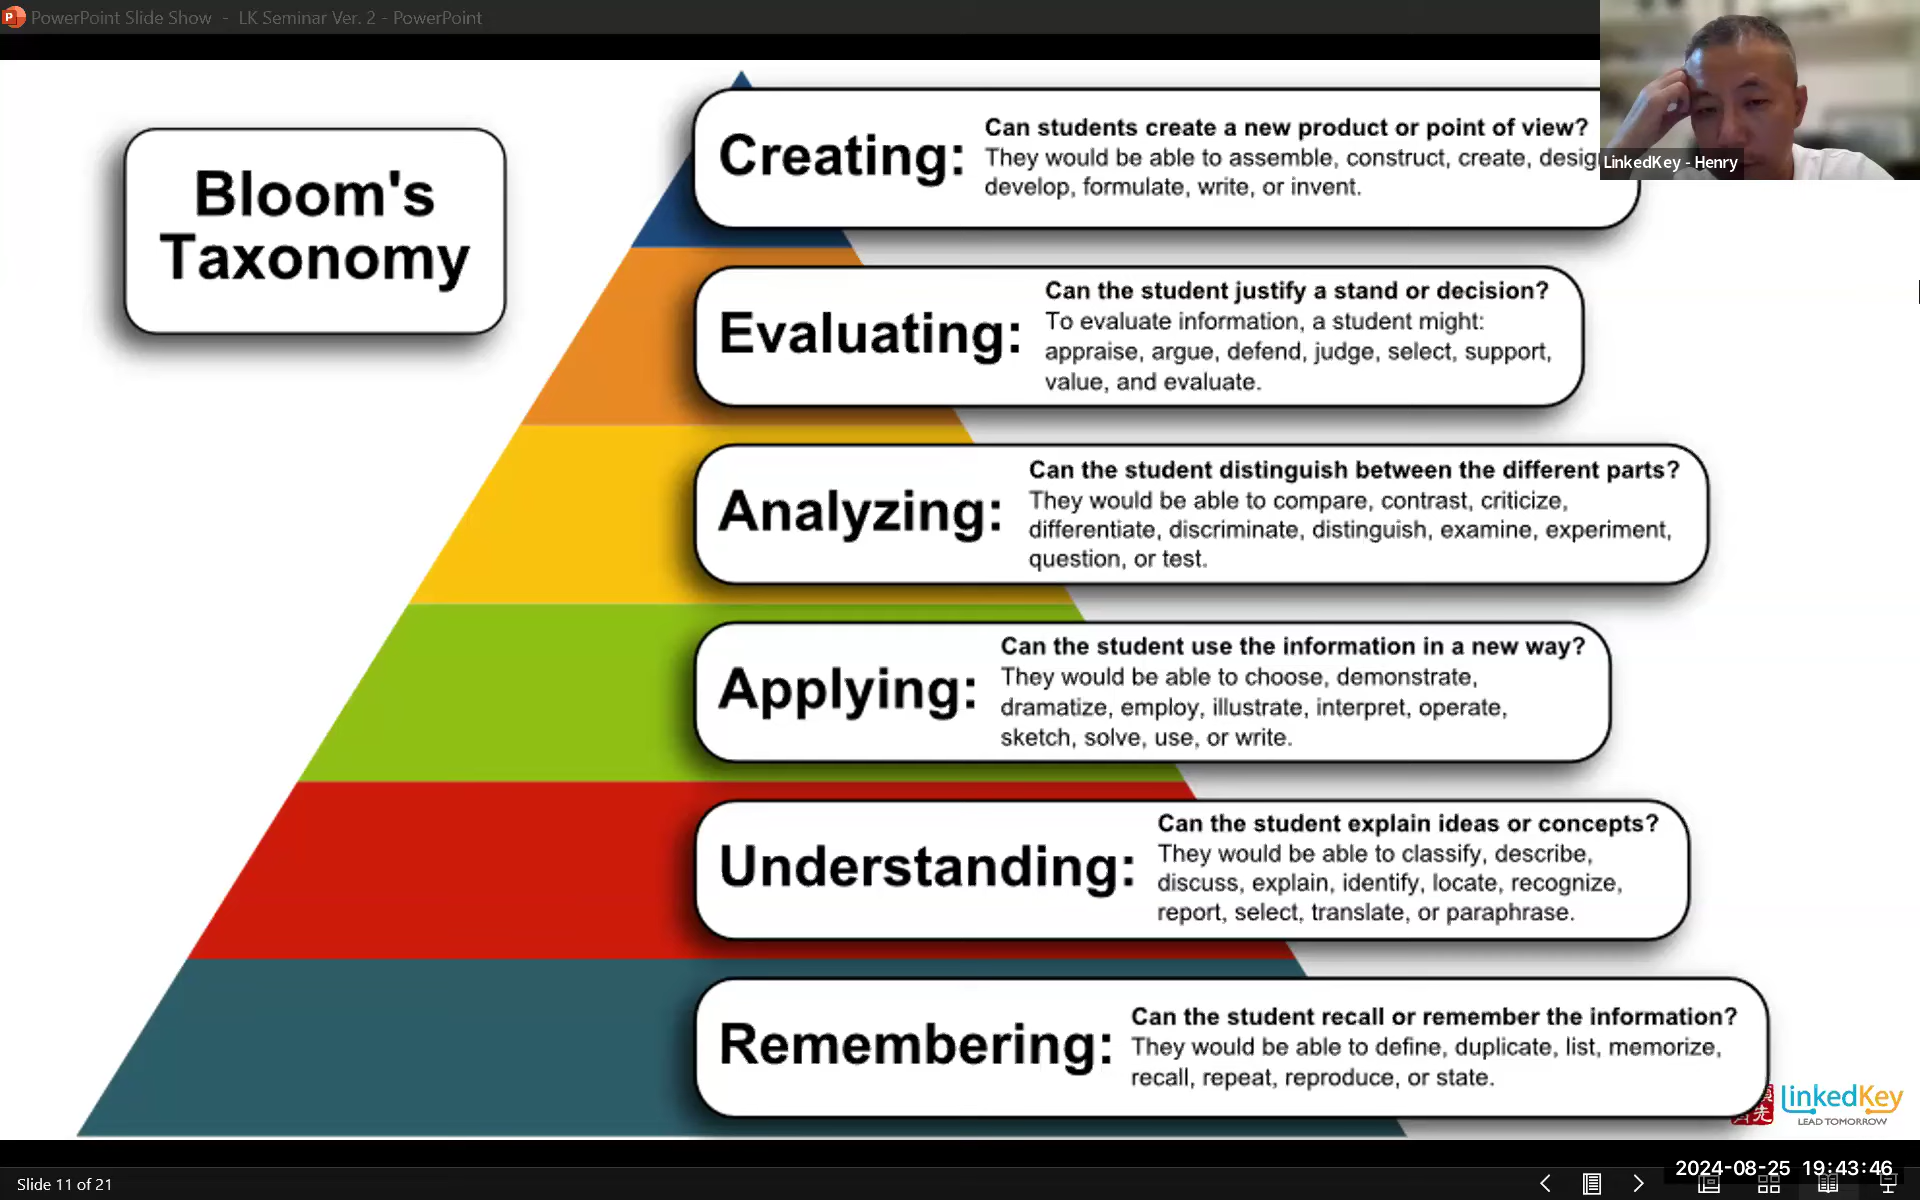 PowerPoint Slide Show - LK Seminar Ver. 2 - PowerPoint
Bloom's
Taxonomy
Creating:
Can students create a new product or point of view?
They would be able to assemble, construct, create,
develop, formulate, write, or invent.
LinkedKey - Henry
Evaluating:
Can the student justify a stand or decision?
To evaluate information, a student might:
appraise, argue, defend, judge, select, support,
value, and evaluate.
Analyzing:
Can the student distinguish between the different parts?
They would be able to compare, contrast, criticize,
differentiate, discriminate, distinguish, examine, experiment,
question, or test.
Applying:
Can the student use the information in a new way?
They would be able to choose, demonstrate,
dramatize, employ, illustrate, interpret, operate,
sketch, solve, use, or write.
Understanding:
Can the student explain ideas or concepts?
They would be able to classify, describe,
discuss, explain, identify, locate, recognize,
report, select, translate, or paraphrase.
Remembering:
Can the student recall or remember the information?
They would be able to define, duplicate, list, memorize,
recall, repeat, reproduce, or state.
LinkedKey
LEAD TOMORROW
2024-08-25 19:43:46
Slide 11 of 21